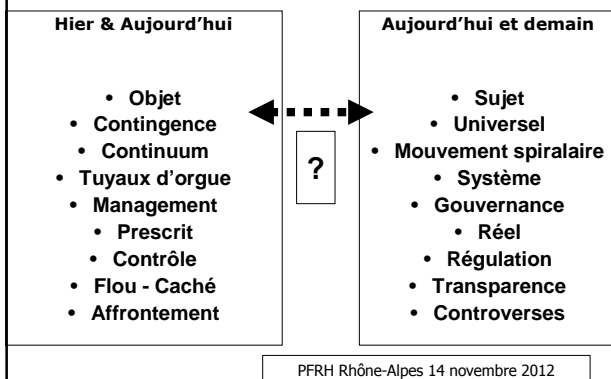 Hier & Aujourd'hui
• Objet
• Contingence
• Continuum
• Tuyaux d'orgue
• Management
• Prescrit
• Contrôle
• Flou - Caché
• Affrontement
?
Aujourd'hui et demain
• Sujet
• Universel
• Mouvement spiralaire
• Système
• Gouvernance
• Réel
• Régulation
• Transparence
• Controverses
PFRH Rhône-Alpes 14 novembre 2012